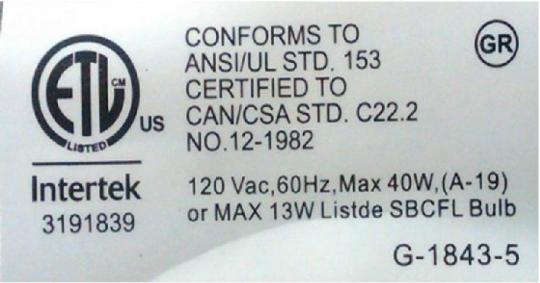 CONFORMS TO
ANSI/UL STD. 153
CERTIFIED TO
CAN/CSA STD. C22.2
NO.12-1982
GR
ETL CM
LISTED
US
Intertek
3191839
120 Vac,60Hz,Max 40W,(A-19)
or MAX 13W Listde SBCFL Bulb
G-1843-5